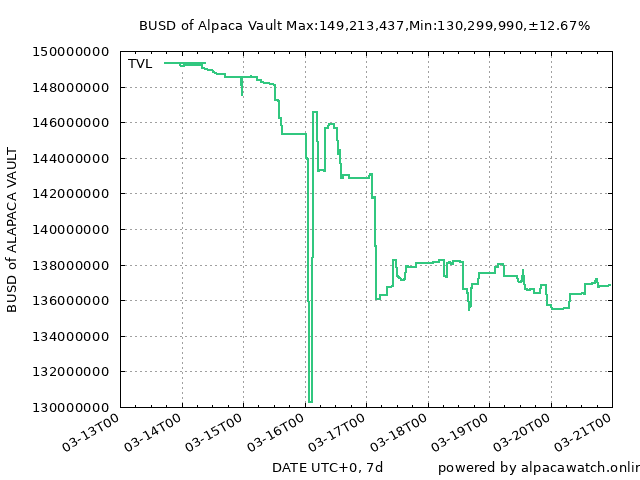 BUSD of Alpaca Vault Max:149,213,437,Min:130,299,990,±12.67%
150000000
TVL
148000000
146000000
144000000
142000000
140000000
138000000
136000000
134000000
132000000
130000000
BUSD of ALAPACA VAULT
03-13T00
03-14T00
03-15T00
03-16T00
03-17T00
03-18T00
03-19T00
03-20T00
03-21T00
DATE UTC+0, 7d
powered by alpacawatch.onlin